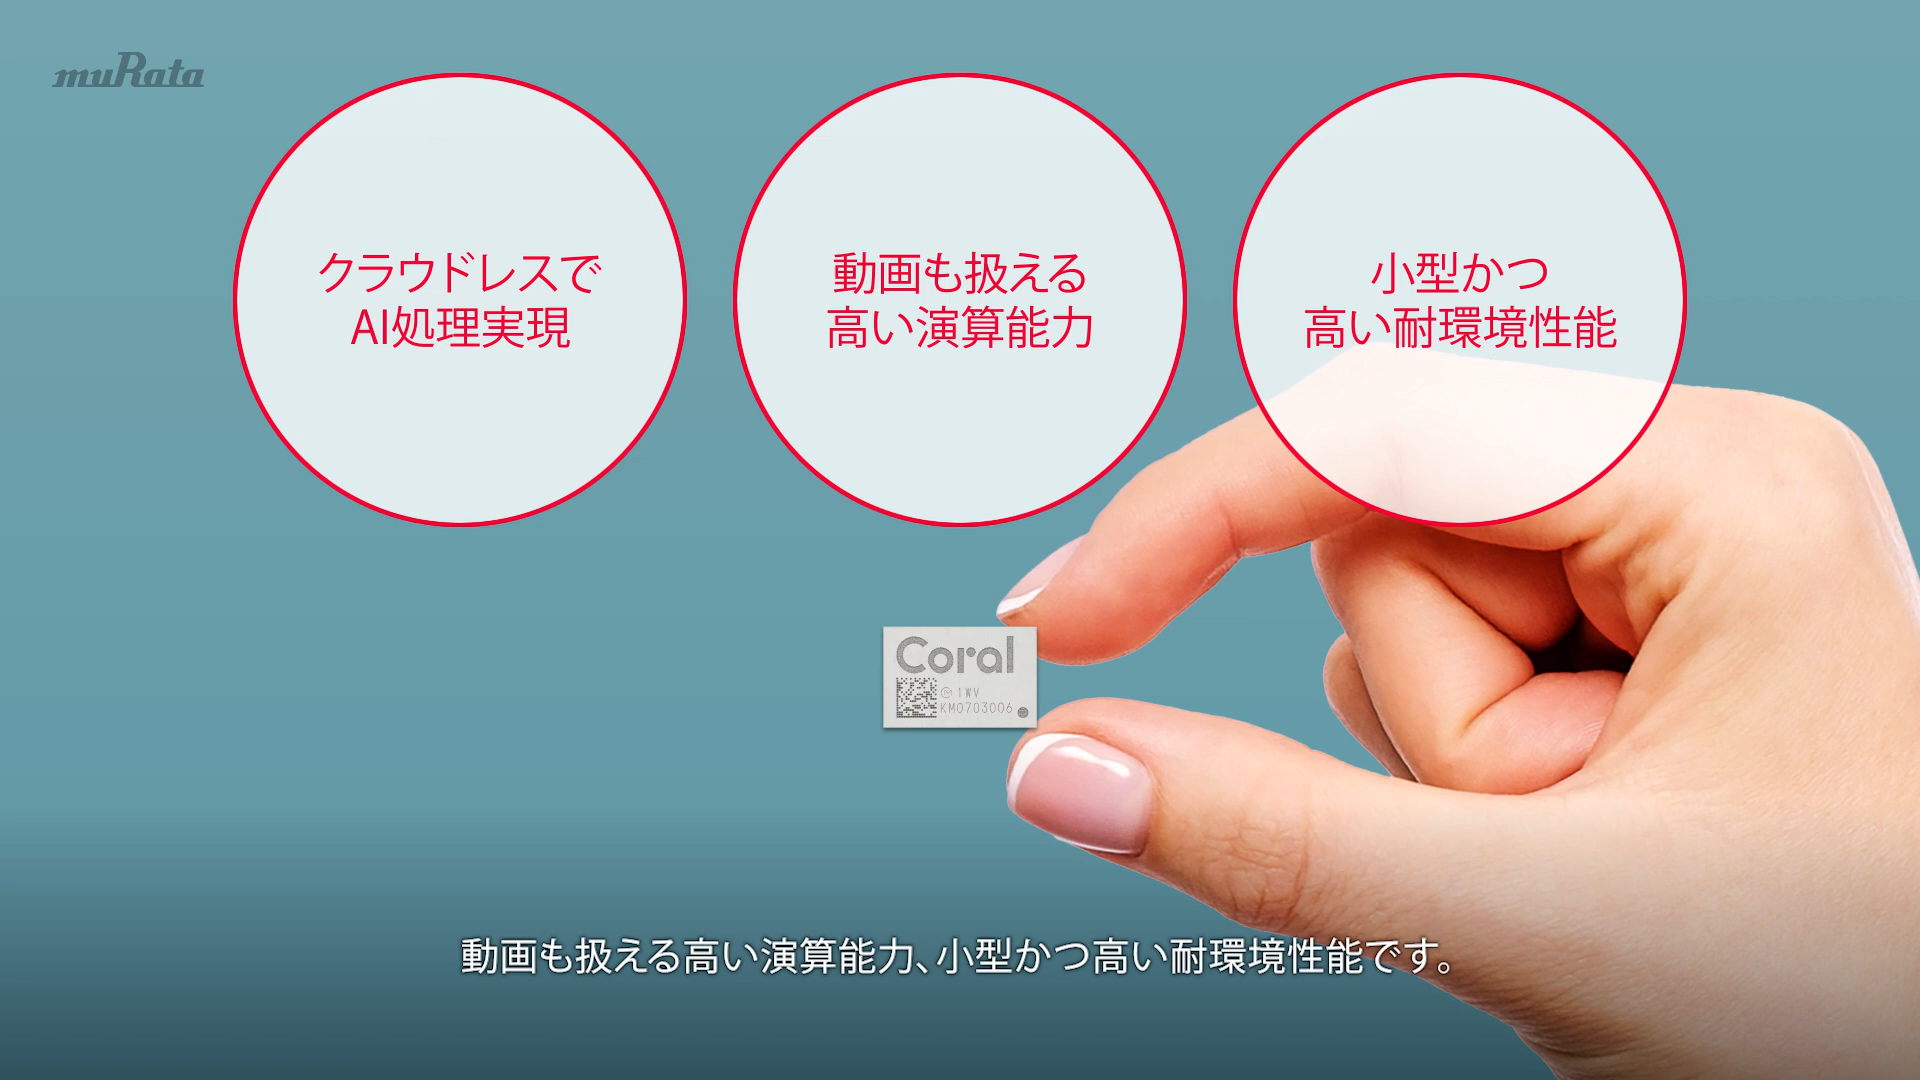 muRata
クラウドレスで
AI処理実現
動画も扱える
高い演算能力
小型かつ
高い耐環境性能
Coral
1WV
KM0703006
動画も扱える高い演算能力、小型かつ高い耐環境性能です。